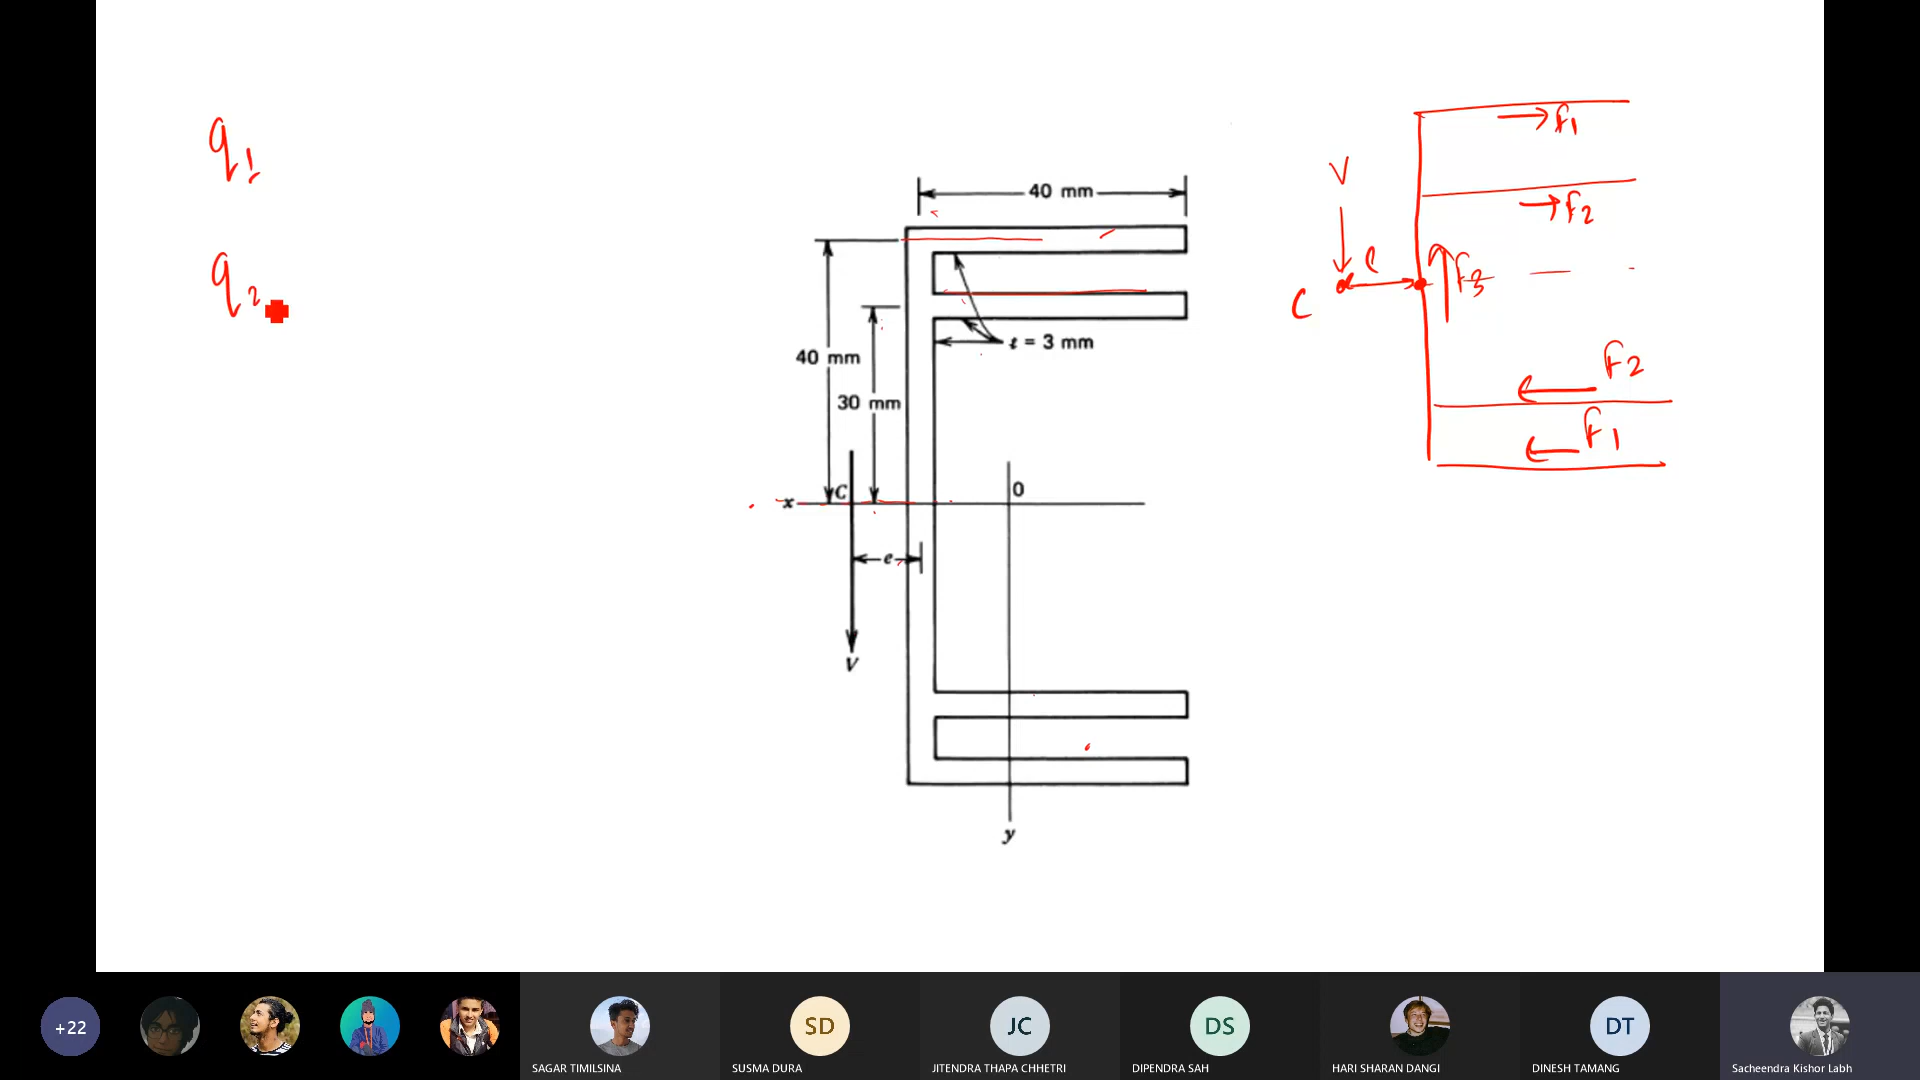 q1
q2
40 mm
40 mm
30 mm
t = 3 mm
x
C
O
e
V
y
F1
F2
V
e
C
F3
F2
F1
+22
SAGAR TIMILSINA
SD
SUSMA DURA
JC
JITENDRA THAPA CHHETRI
DS
DIPENDRA SAH
HARI SHARAN DANGI
DT
DINESH TAMANG
Sacheendra Kishor Labh